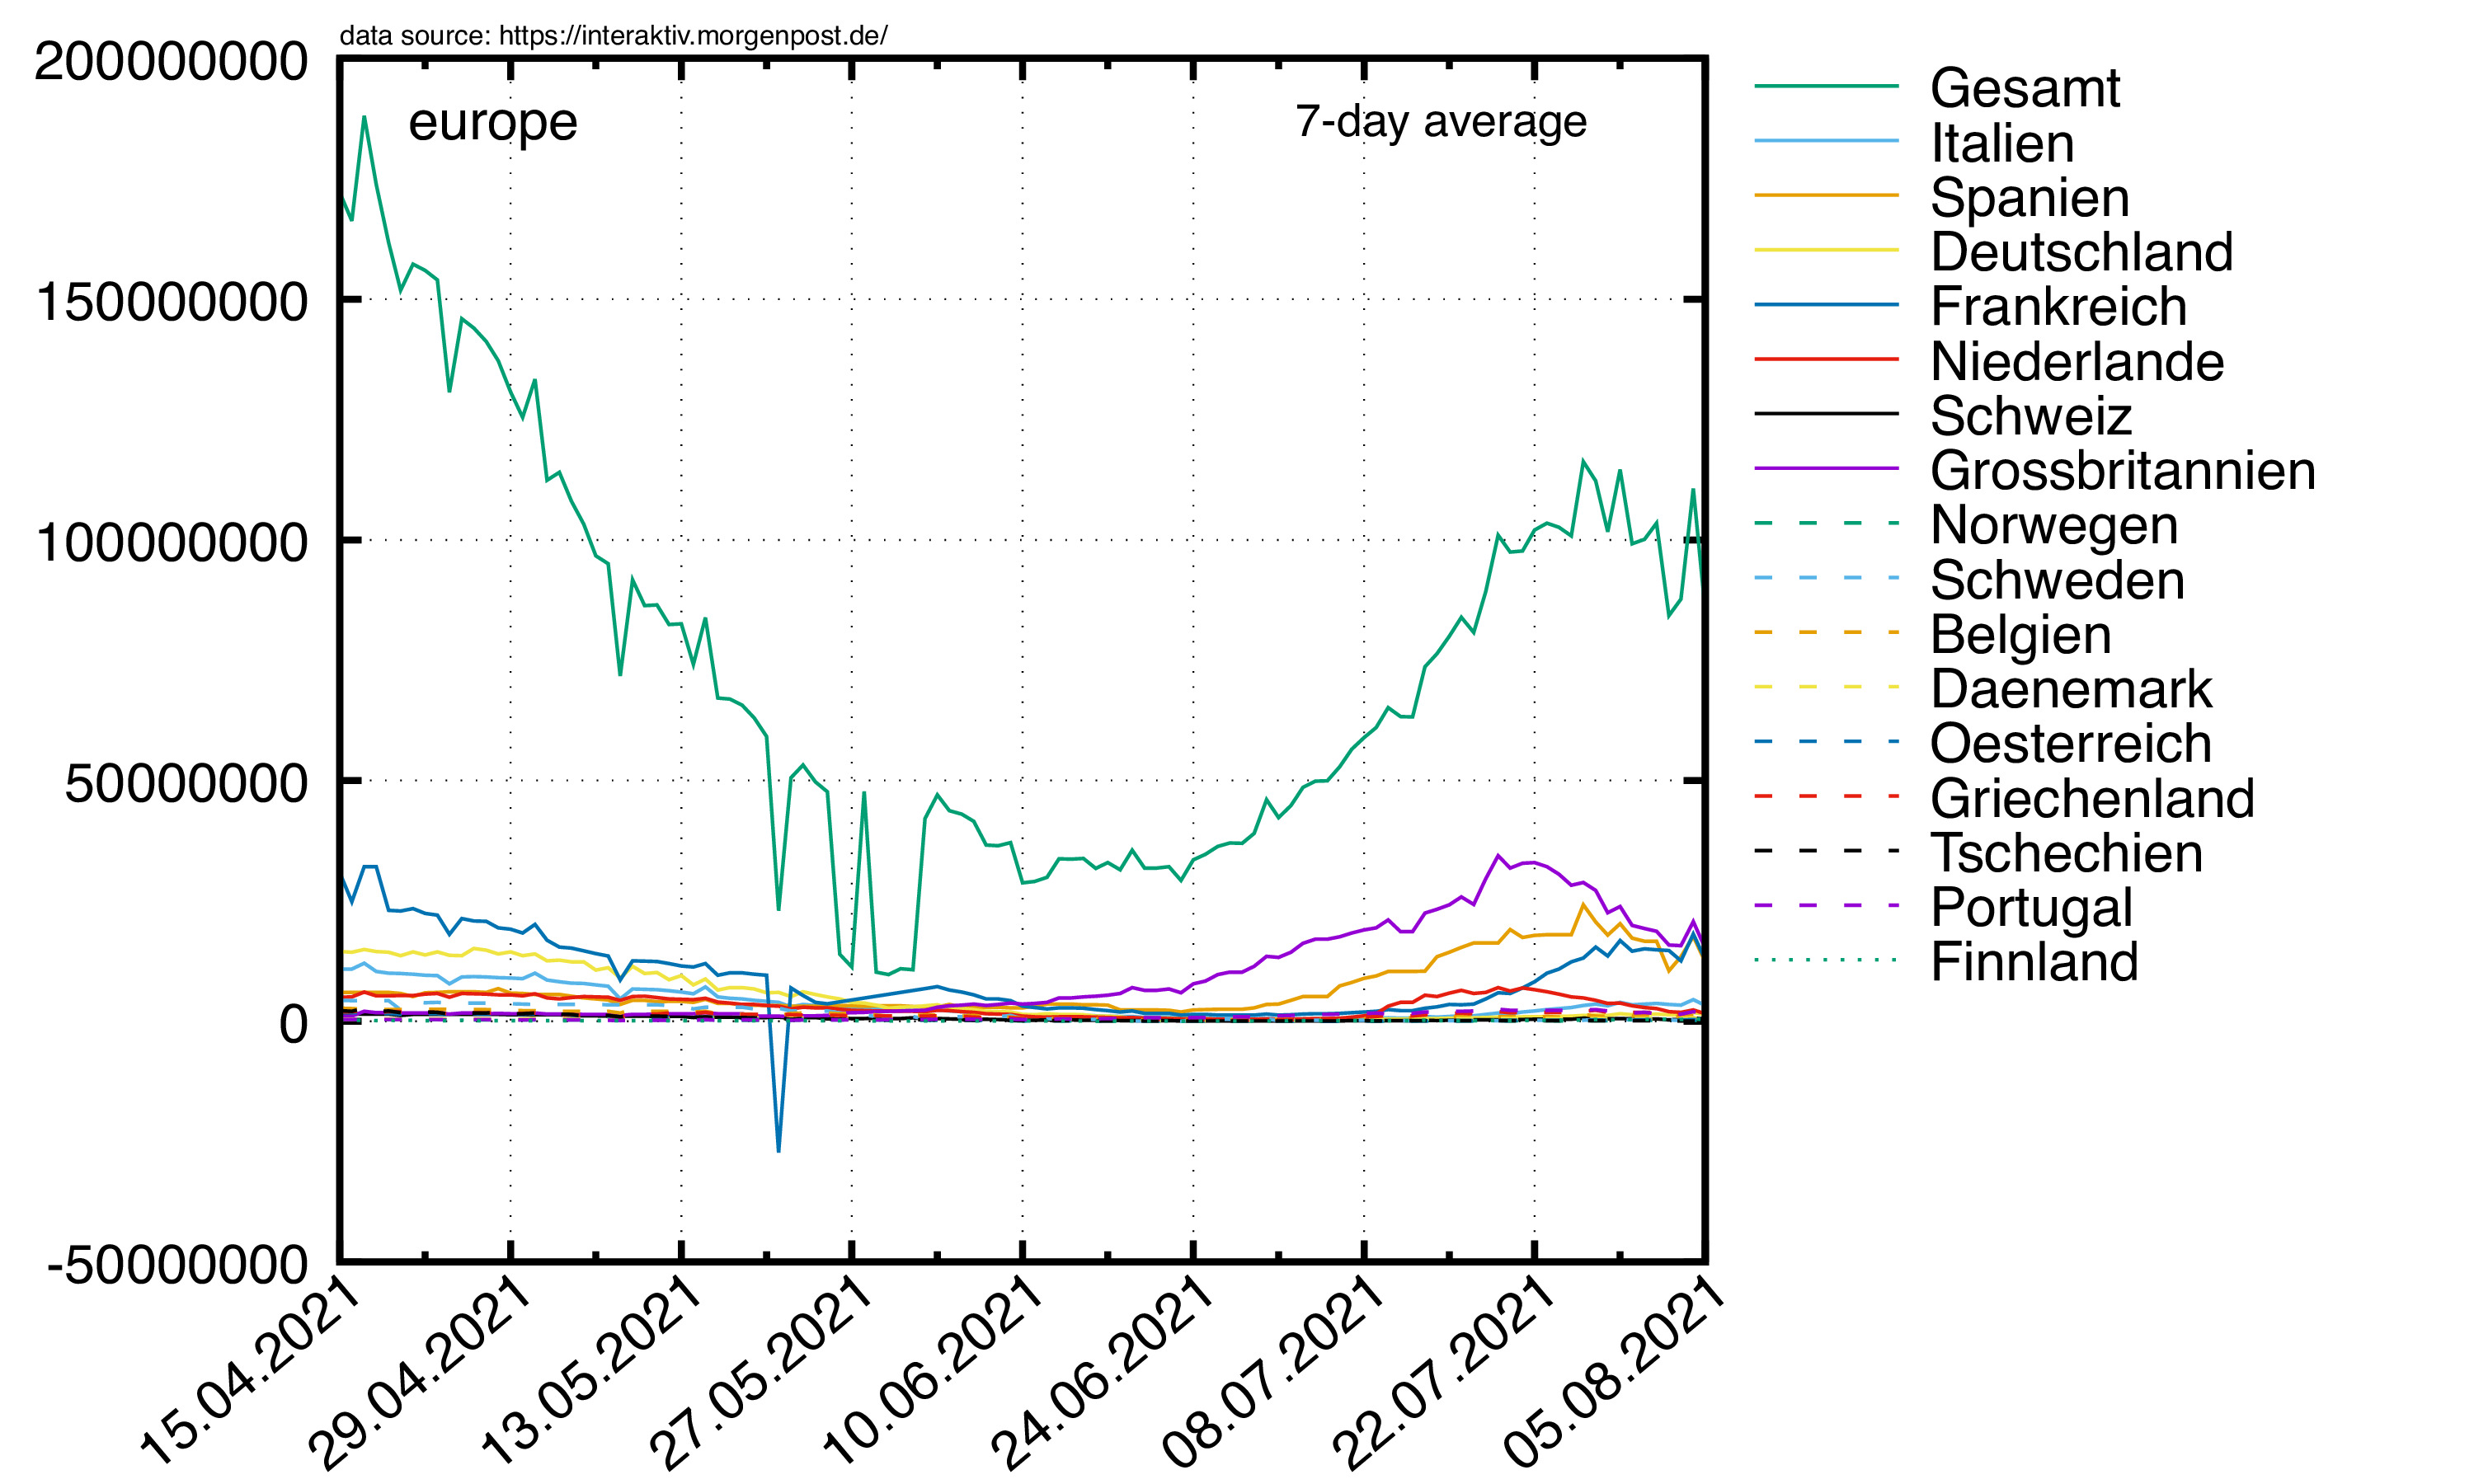 data source: https://interaktiv.morgenpost.de/
europe
7-day average
200000000
150000000
100000000
50000000
0
-50000000
15.04.2021
29.04.2021
13.05.2021
27.05.2021
10.06.2021
24.06.2021
08.07.2021
22.07.2021
05.08.2021
Gesamt
Italien
Spanien
Deutschland
Frankreich
Niederlande
Schweiz
Grossbritannien
Norwegen
Schweden
Belgien
Daenemark
Oesterreich
Griechenland
Tschechien
Portugal
Finnland